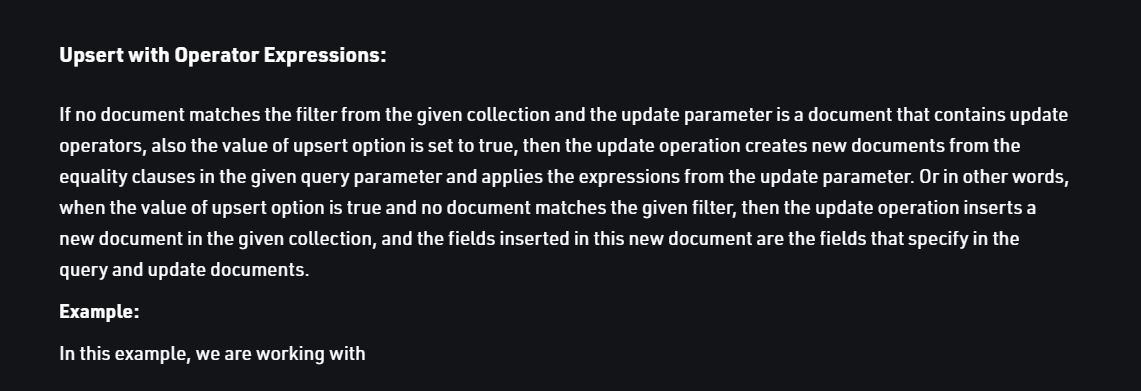 Upsert with Operator Expressions:
If no document matches the filter from the given collection and the update parameter is a document that contains update
operators, also the value of upsert option is set to true, then the update operation creates new documents from the
equality clauses in the given query parameter and applies the expressions from the update parameter. Or in other words,
when the value of upsert option is true and no document matches the given filter, then the update operation inserts a
new document in the given collection, and the fields inserted in this new document are the fields that specify in the
query and update documents.
Example:
In this example, we are working with